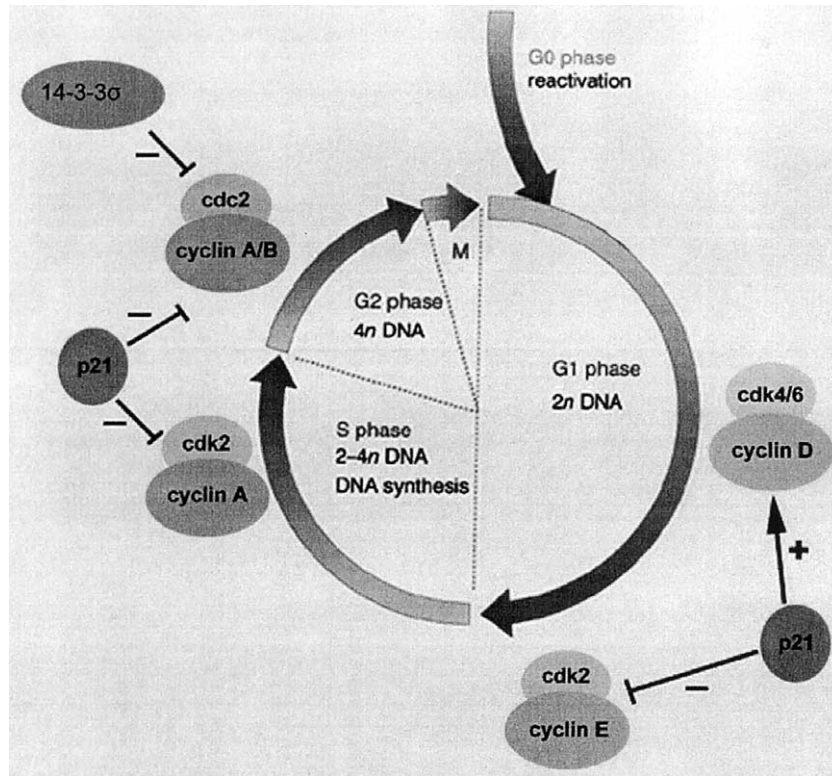 G0 phase
reactivation
14-3-3σ
−
cdc2
cyclin A/B
M
G2 phase
4n DNA
−
p21
−
G1 phase
2n DNA
cdk4/6
cyclin D
S phase
2–4n DNA
DNA synthesis
cdk2
cyclin A
+
p21
−
cdk2
cyclin E